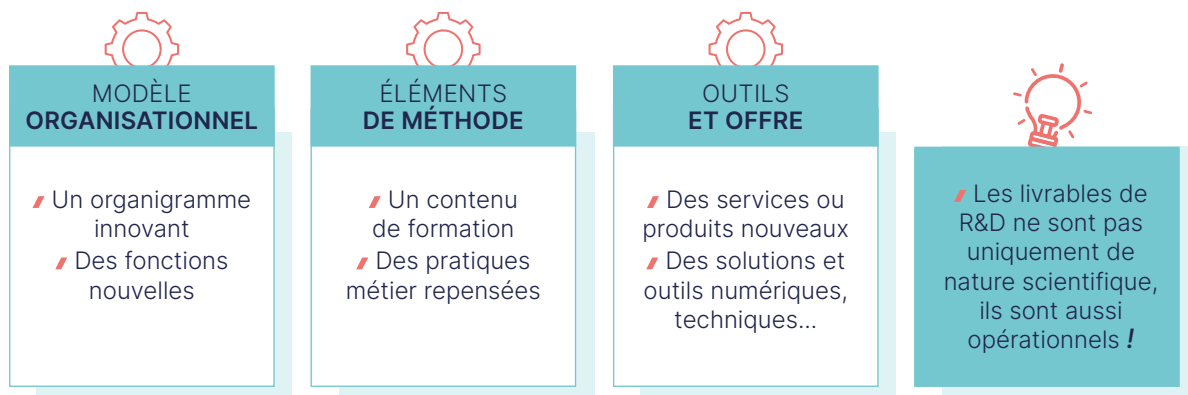 MODÈLE
ORGANISATIONNEL
Un organigramme
innovant
Des fonctions
nouvelles
ÉLÉMENTS
DE MÉTHODE
Un contenu
de formation
Des pratiques
métier repensées
OUTILS
ET OFFRE
Des services ou
produits nouveaux
Des solutions et
outils numériques,
techniques...
Les livrables de
R&D ne sont pas
uniquement de
nature scientifique,
ils sont aussi
opérationnels !